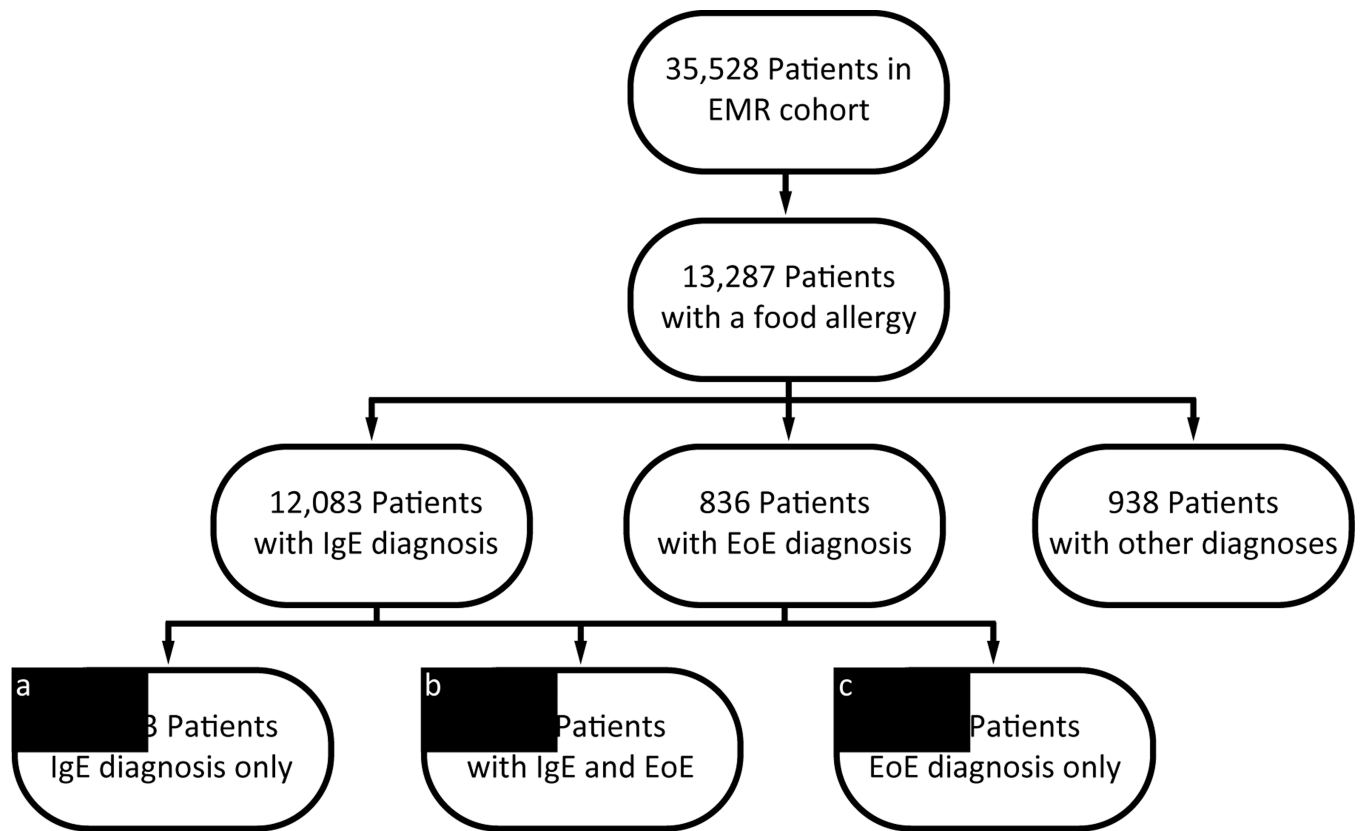 35,528 Patients in
EMR cohort
13,287 Patients
with a food allergy
12,083 Patients
with IgE diagnosis
836 Patients
with EoE diagnosis
938 Patients
with other diagnoses
a
Patients
IgE diagnosis only
b
Patients
with IgE and EoE
c
Patients
EoE diagnosis only